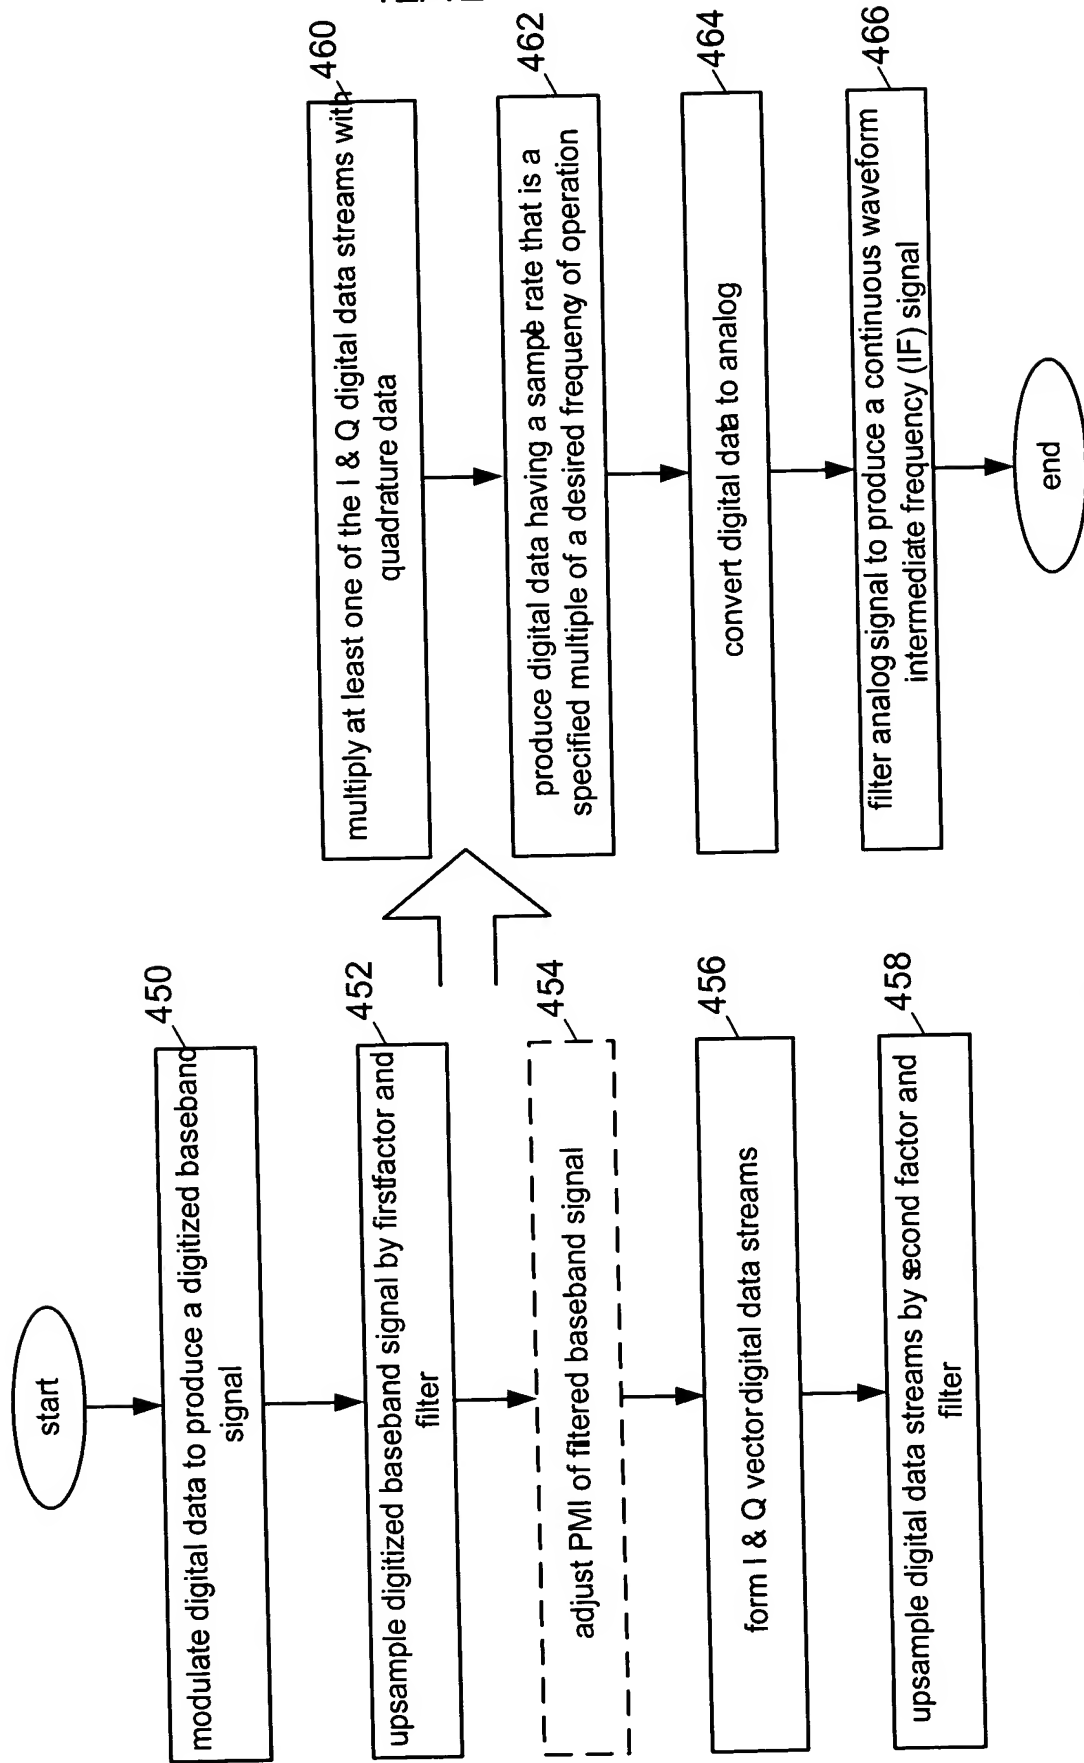 start
450
modulate digital data to produce a digitized baseband
signal
452
upsample digitized baseband signal by first factor and
filter
454
adjust PMI of filtered baseband signal
456
form I & Q vector digital data streams
458
upsample digital data streams by second factor and
filter
460
multiply at least one of the I & Q digital data streams with
quadrature data
462
produce digital data having a sample rate that is a
specified multiple of a desired frequency of operation
464
convert digital data to analog
466
filter analog signal to produce a continuous waveform
intermediate frequency (IF) signal
end